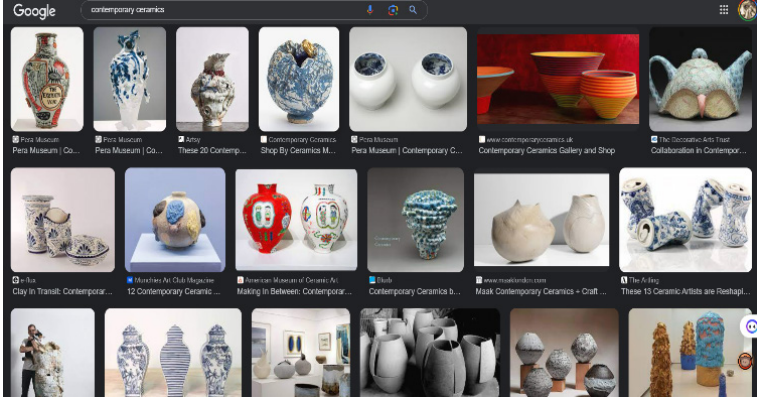 Google
contemporary ceramics
Pera Museum
Pera Museum | Co...
Pera Museum
Pera Museum | Co...
Artsy
These 20 Contemp...
Contemporary Ceramics
Shop By Ceramics M...
Pera Museum
Pera Museum | Contemporary C...
www.contemporaryceramics.uk
Contemporary Ceramics Gallery and Shop
The Decorative Arts Trust
Collaboration in Contempor...
e-flux
Clay In Transit: Contemporar...
Munchies Art Club Magazine
12 Contemporary Ceramic ...
American Museum of Ceramic Art
Making In Between: Contemporar...
Blurb
Contemporary Ceramics b...
www.maaklondon.com
Maak Contemporary Ceramics + Craft ...
The Artling
These 13 Ceramic Artists are Reshapi...